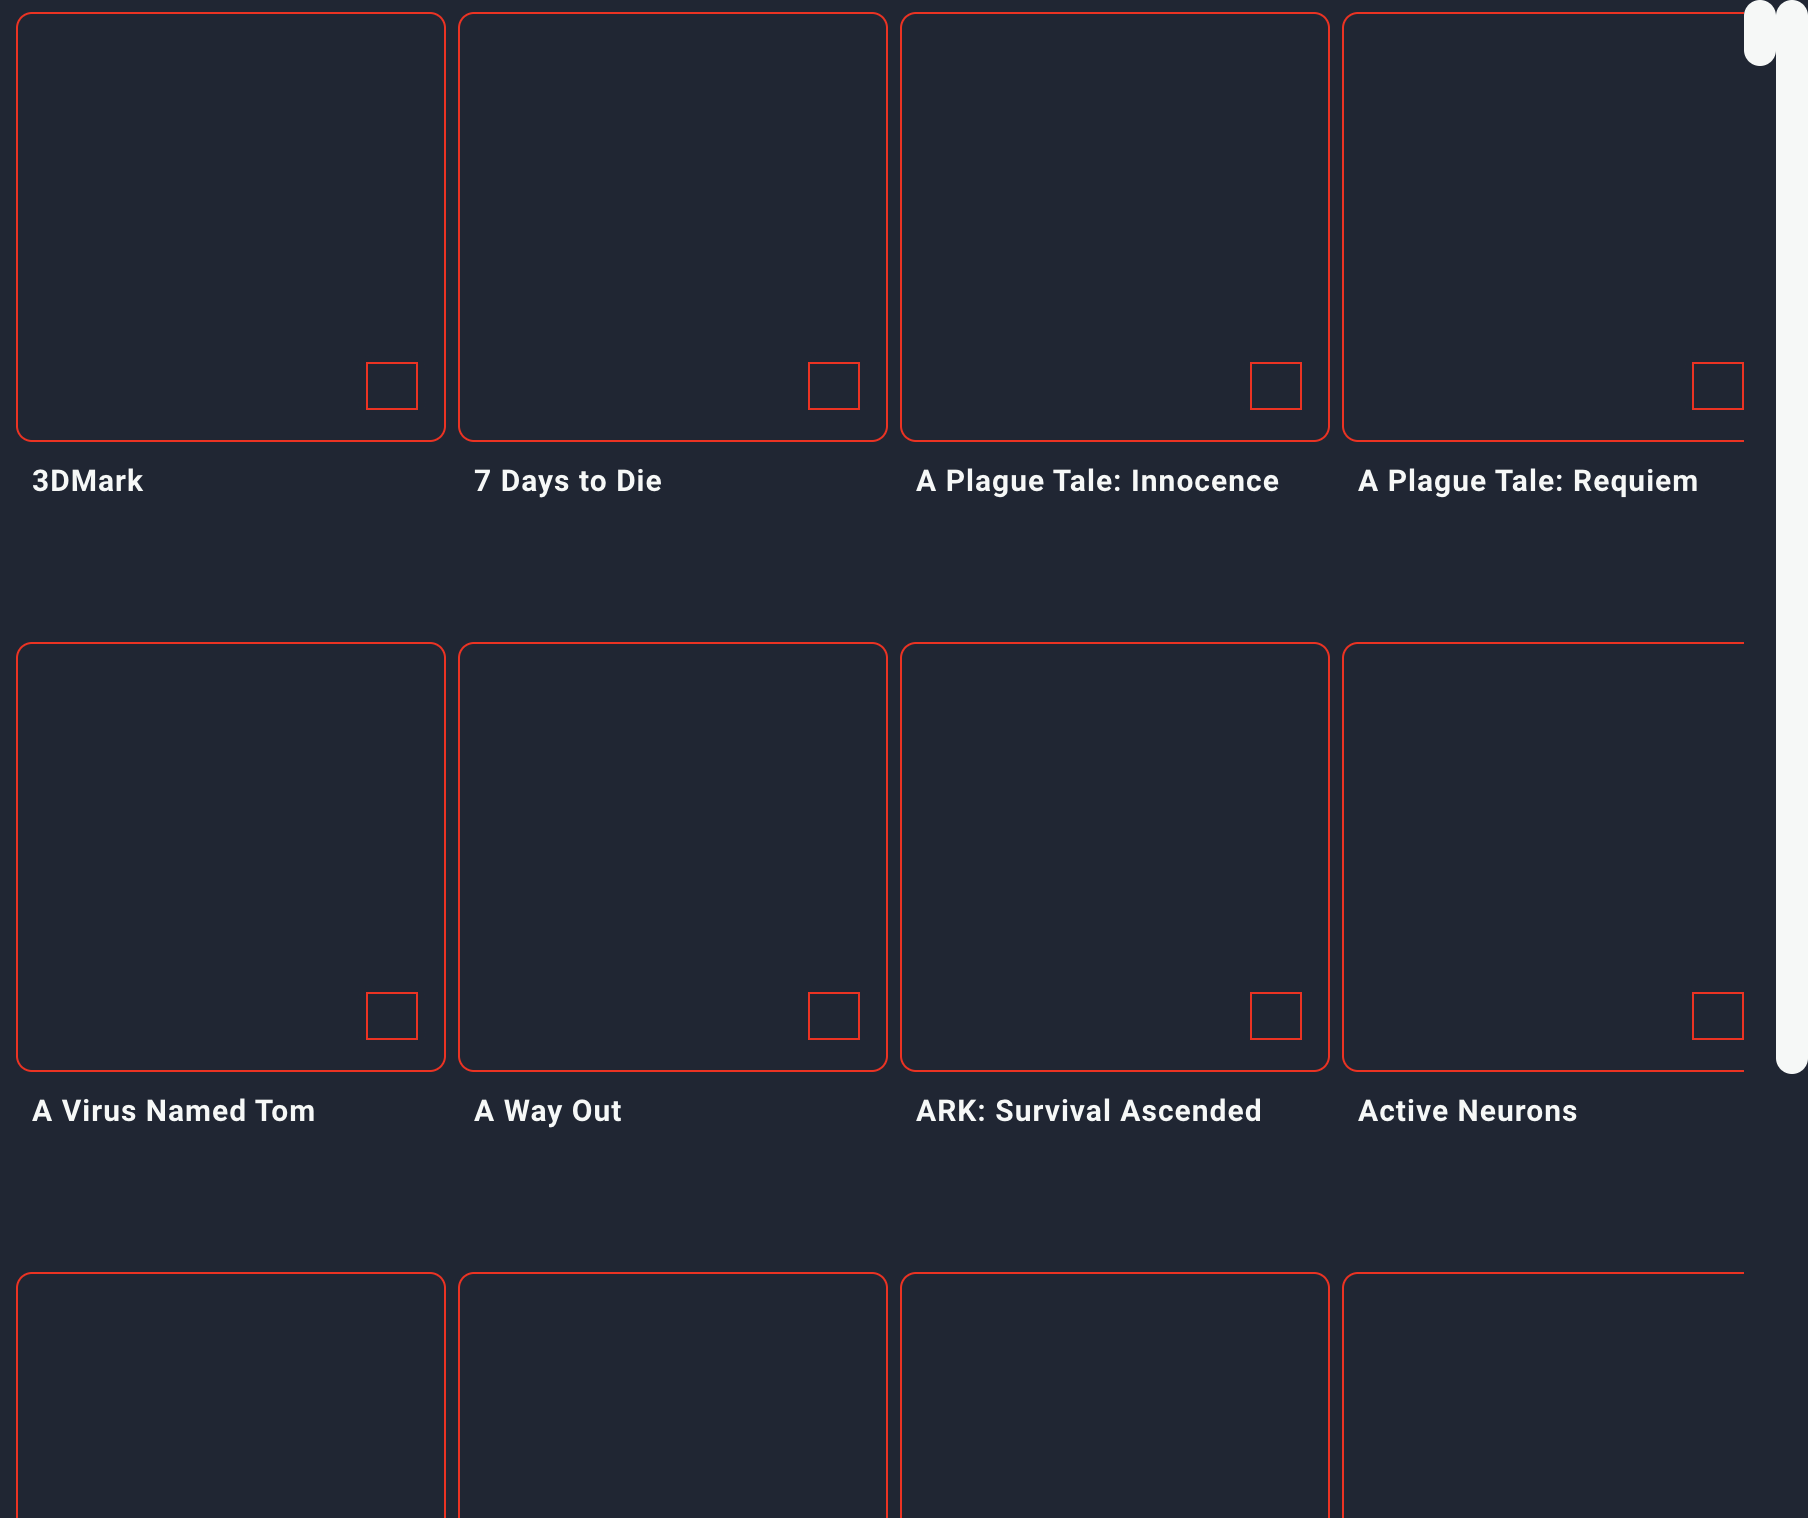 3DMark
7 Days to Die
A Plague Tale: Innocence
A Plague Tale: Requiem
A Virus Named Tom
A Way Out
ARK: Survival Ascended
Active Neurons